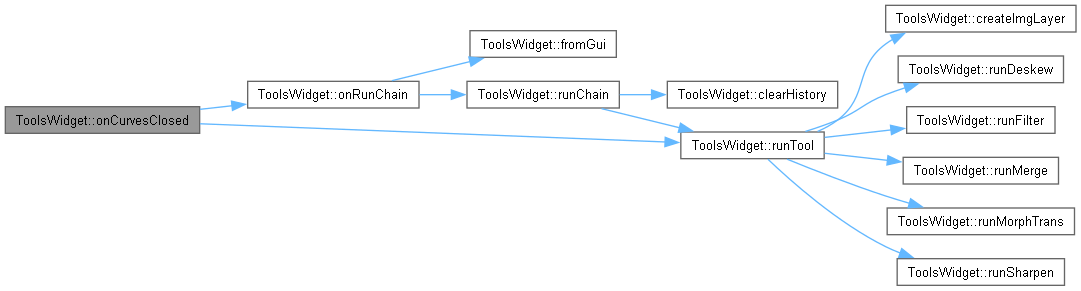 ToolsWidget::createImgLayer
ToolsWidget::fromGui
ToolsWidget::runDeskew
ToolsWidget::onRunChain
ToolsWidget::runChain
ToolsWidget::clearHistory
ToolsWidget::onCurvesClosed
ToolsWidget::runFilter
ToolsWidget::runTool
ToolsWidget::runMerge
ToolsWidget::runMorphTrans
ToolsWidget::runSharpen